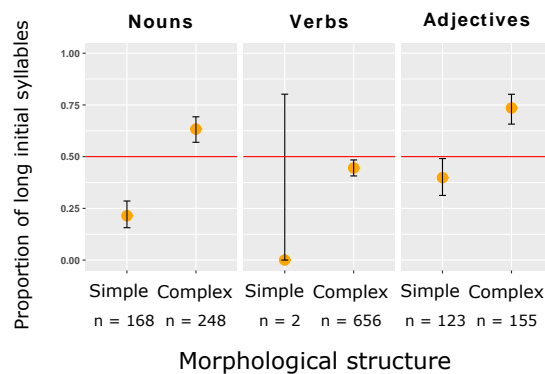 Nouns Verbs Adjectives
Proportion of long initial syllables
1.00
0.75
0.50
0.25
0.00
Simple Complex Simple Complex Simple Complex
n = 168 n = 248 n = 2 n = 656 n = 123 n = 155
Morphological structure